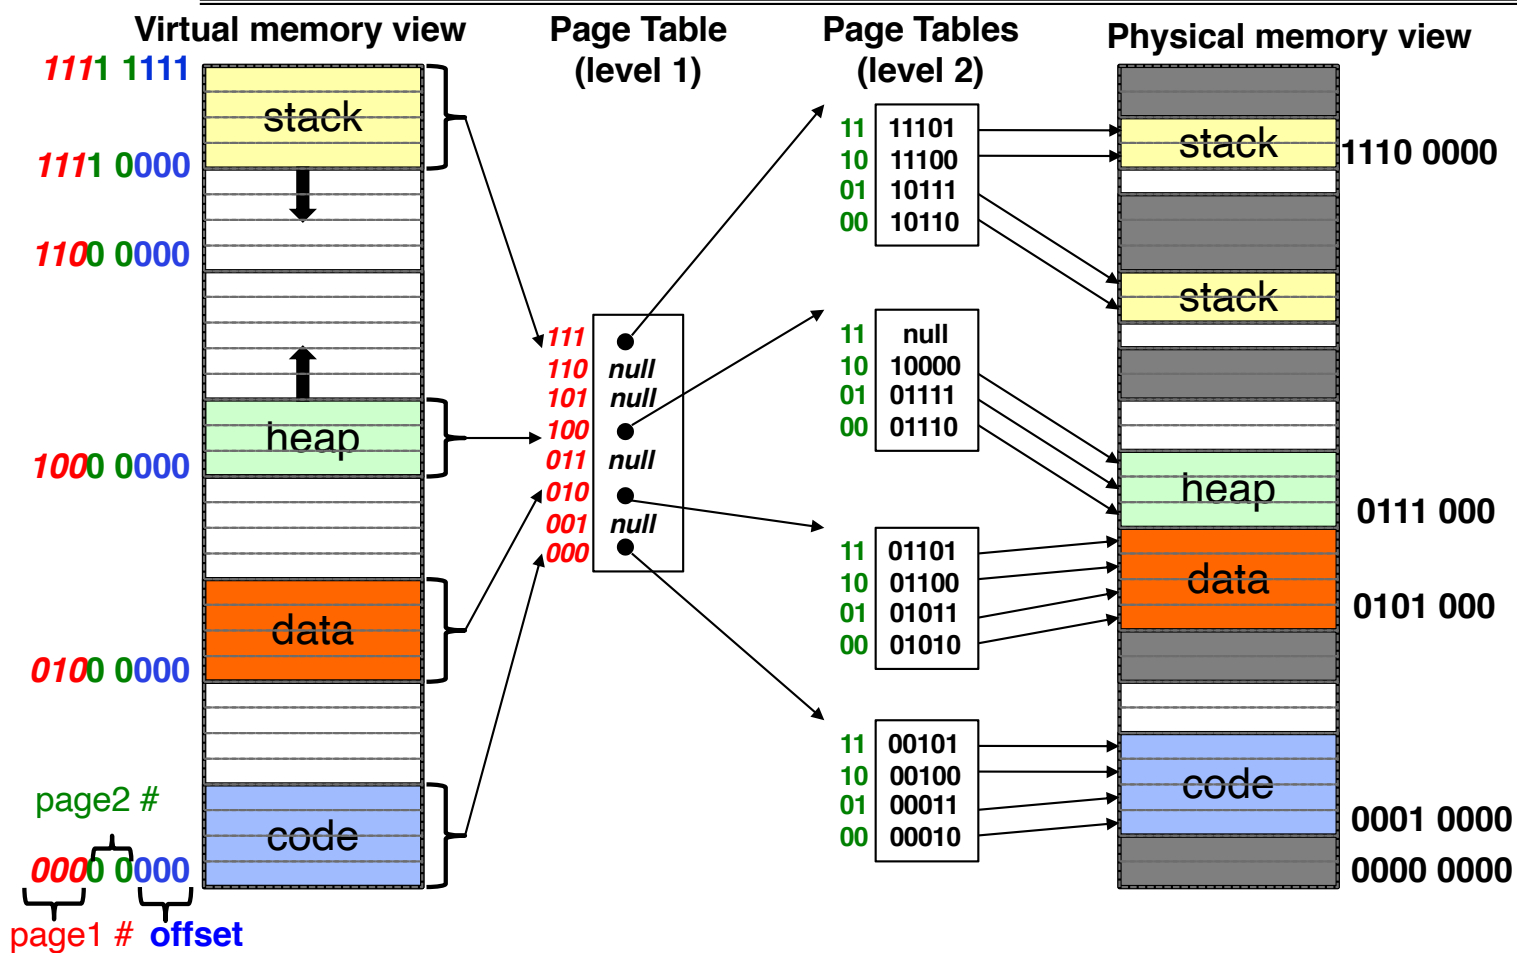 Virtual memory view
1111 1111
stack
1111 0000
1100 0000
heap
1000 0000
data
0100 0000
page2 #
code
0000 0000
page1 # offset
Page Table
(level 1)
111
110 null
101 null
100
011 null
010
001 null
000
Page Tables
(level 2)
11 11101
10 11100
01 10111
00 10110
11 null
10 10000
01 01111
00 01110
11 01101
10 01100
01 01011
00 01010
11 00101
10 00100
01 00011
00 00010
Physical memory view
stack 1110 0000
stack
heap
0111 000
data
0101 000
code
0001 0000
0000 0000